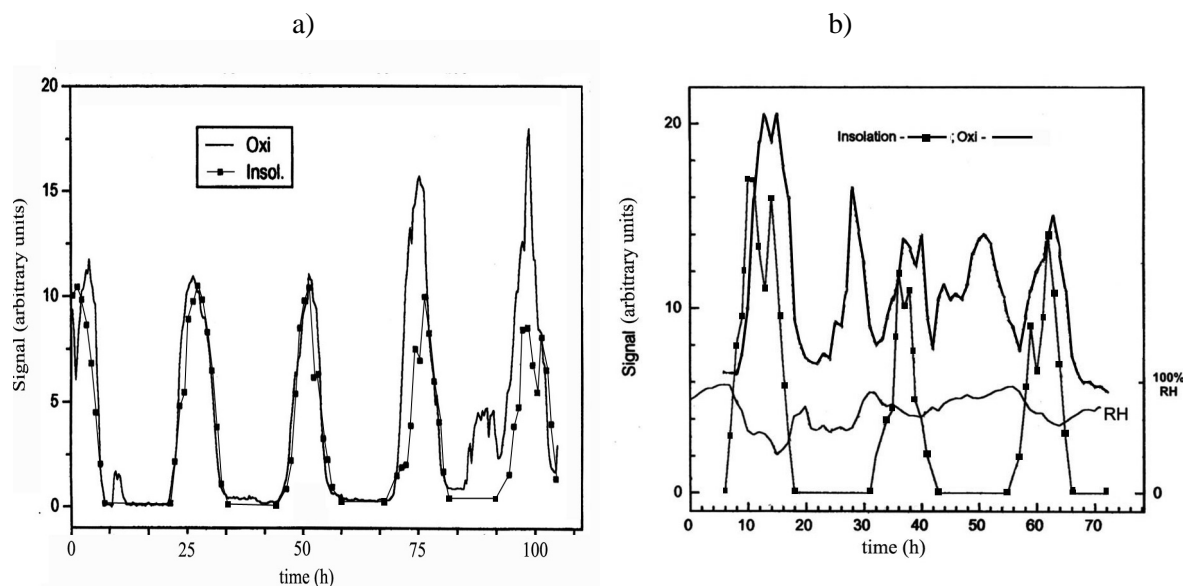 a)
20
15
10
5
0
Signal (arbitrary units)
Oxi
Insol.
0 25 50 75 100
time (h)
b)
20
10
0
Signal (arbitrary units)
Insolation - ; Oxi -
100%
RH
RH
0
0 10 20 30 40 50 60 70
time (h)